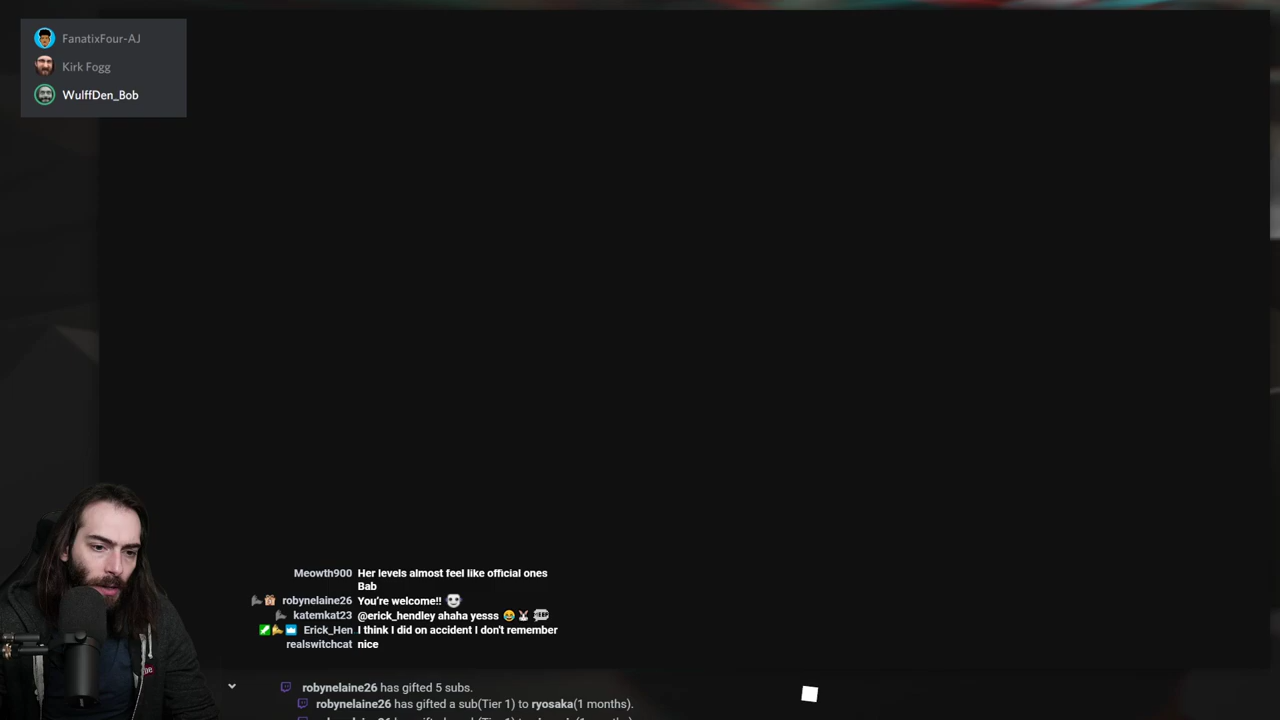 FanatixFour-AJ
Kirk Fogg
WulffDen_Bob
Meowth900 Her levels almost feel like official ones
Bab
robynelaine26 You're welcome!!
katemkat23 @erick_hendley ahaha yesss
Erick_Hen I think I did on accident I don't remember
realswitchcat nice
robynelaine26 has gifted 5 subs.
robynelaine26 has gifted a sub(Tier 1) to ryosaka(1 months).